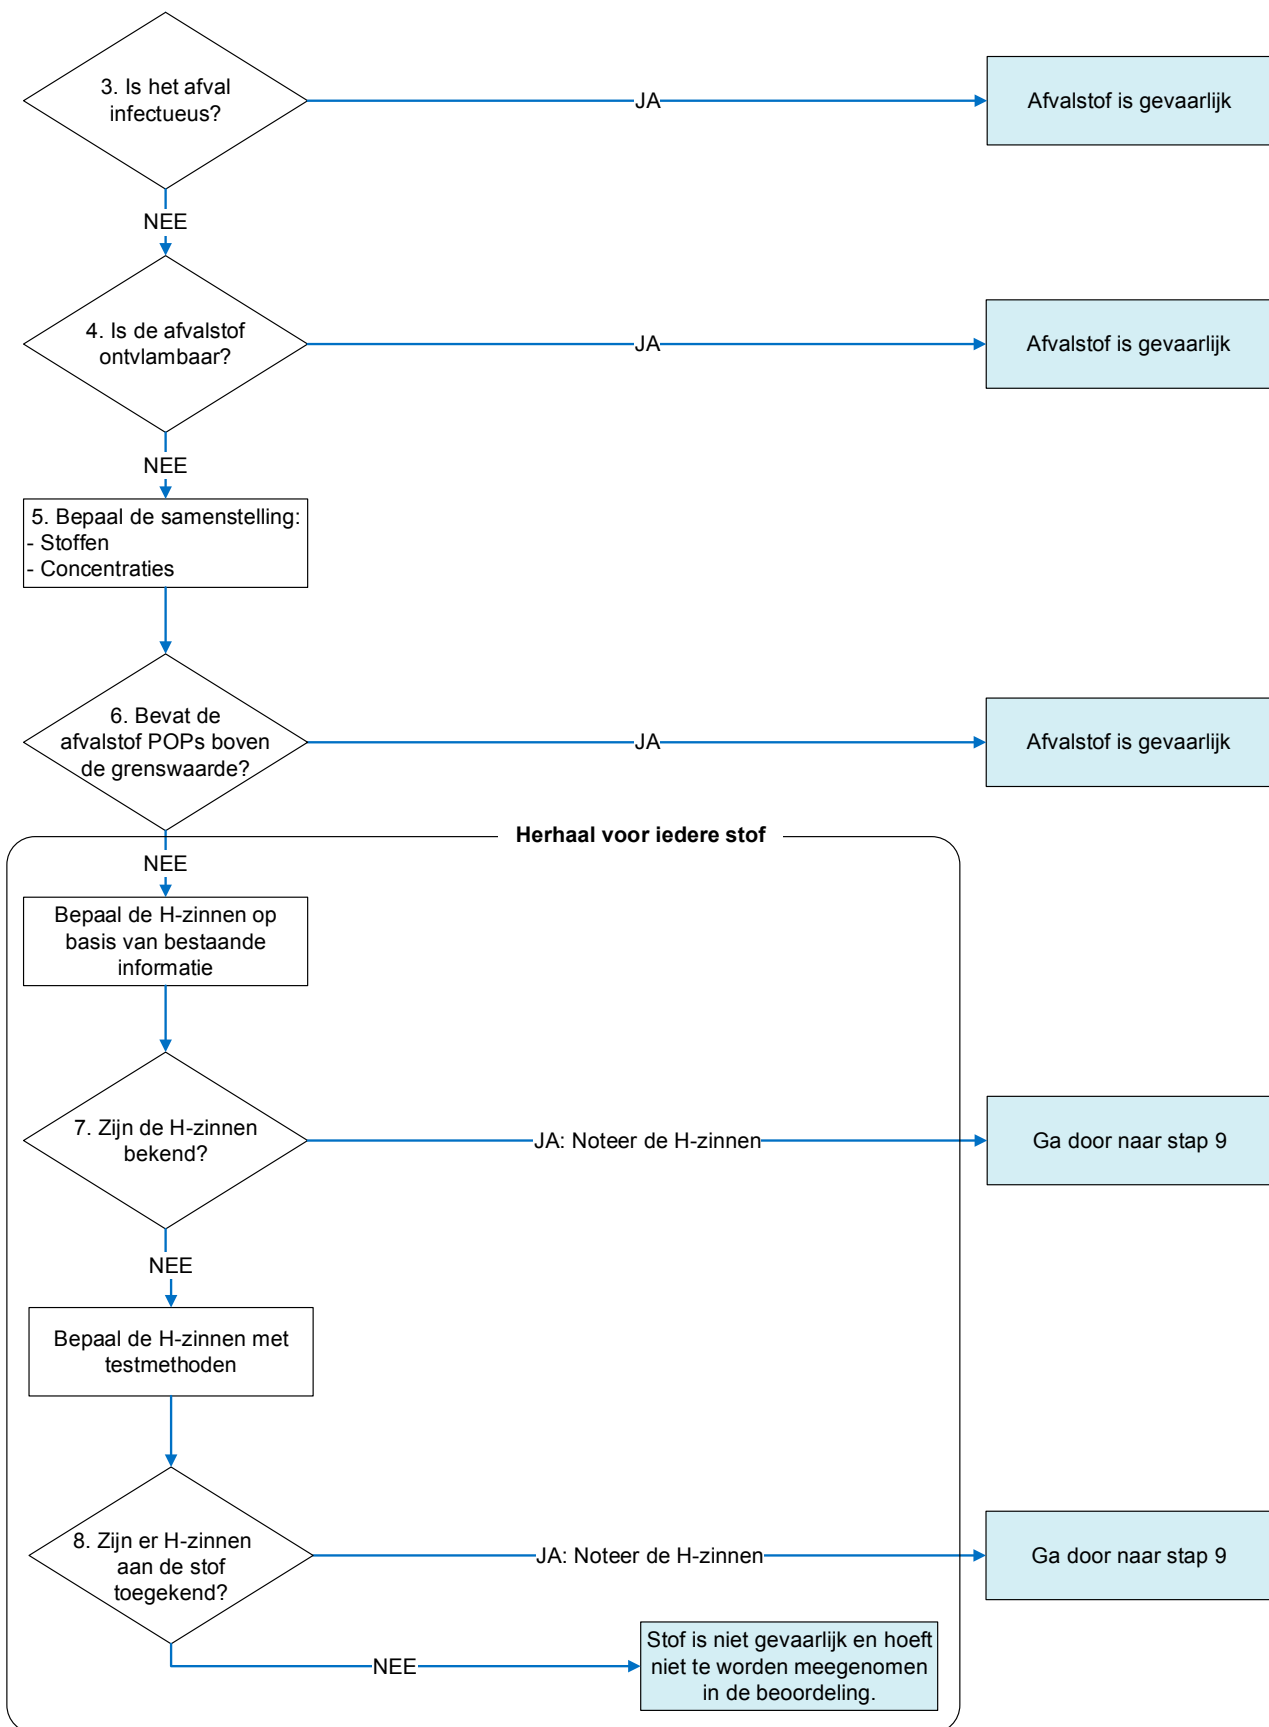 3. Is het afval
infectueus?
JA
Afvalstof is gevaarlijk
NEE
4. Is de afvalstof
ontvlambaar?
JA
Afvalstof is gevaarlijk
NEE
5. Bepaal de samenstelling:
- Stoffen
- Concentraties
6. Bevat de
afvalstof POPs boven
de grenswaarde?
JA
Afvalstof is gevaarlijk
Herhaal voor iedere stof
NEE
Bepaal de H-zinnen op
basis van bestaande
informatie
7. Zijn de H-zinnen
bekend?
JA: Noteer de H-zinnen
Ga door naar stap 9
NEE
Bepaal de H-zinnen met
testmethoden
8. Zijn er H-zinnen
aan de stof
toegekend?
JA: Noteer de H-zinnen
Ga door naar stap 9
NEE
Stof is niet gevaarlijk en hoeft
niet te worden meegenomen
in de beoordeling.